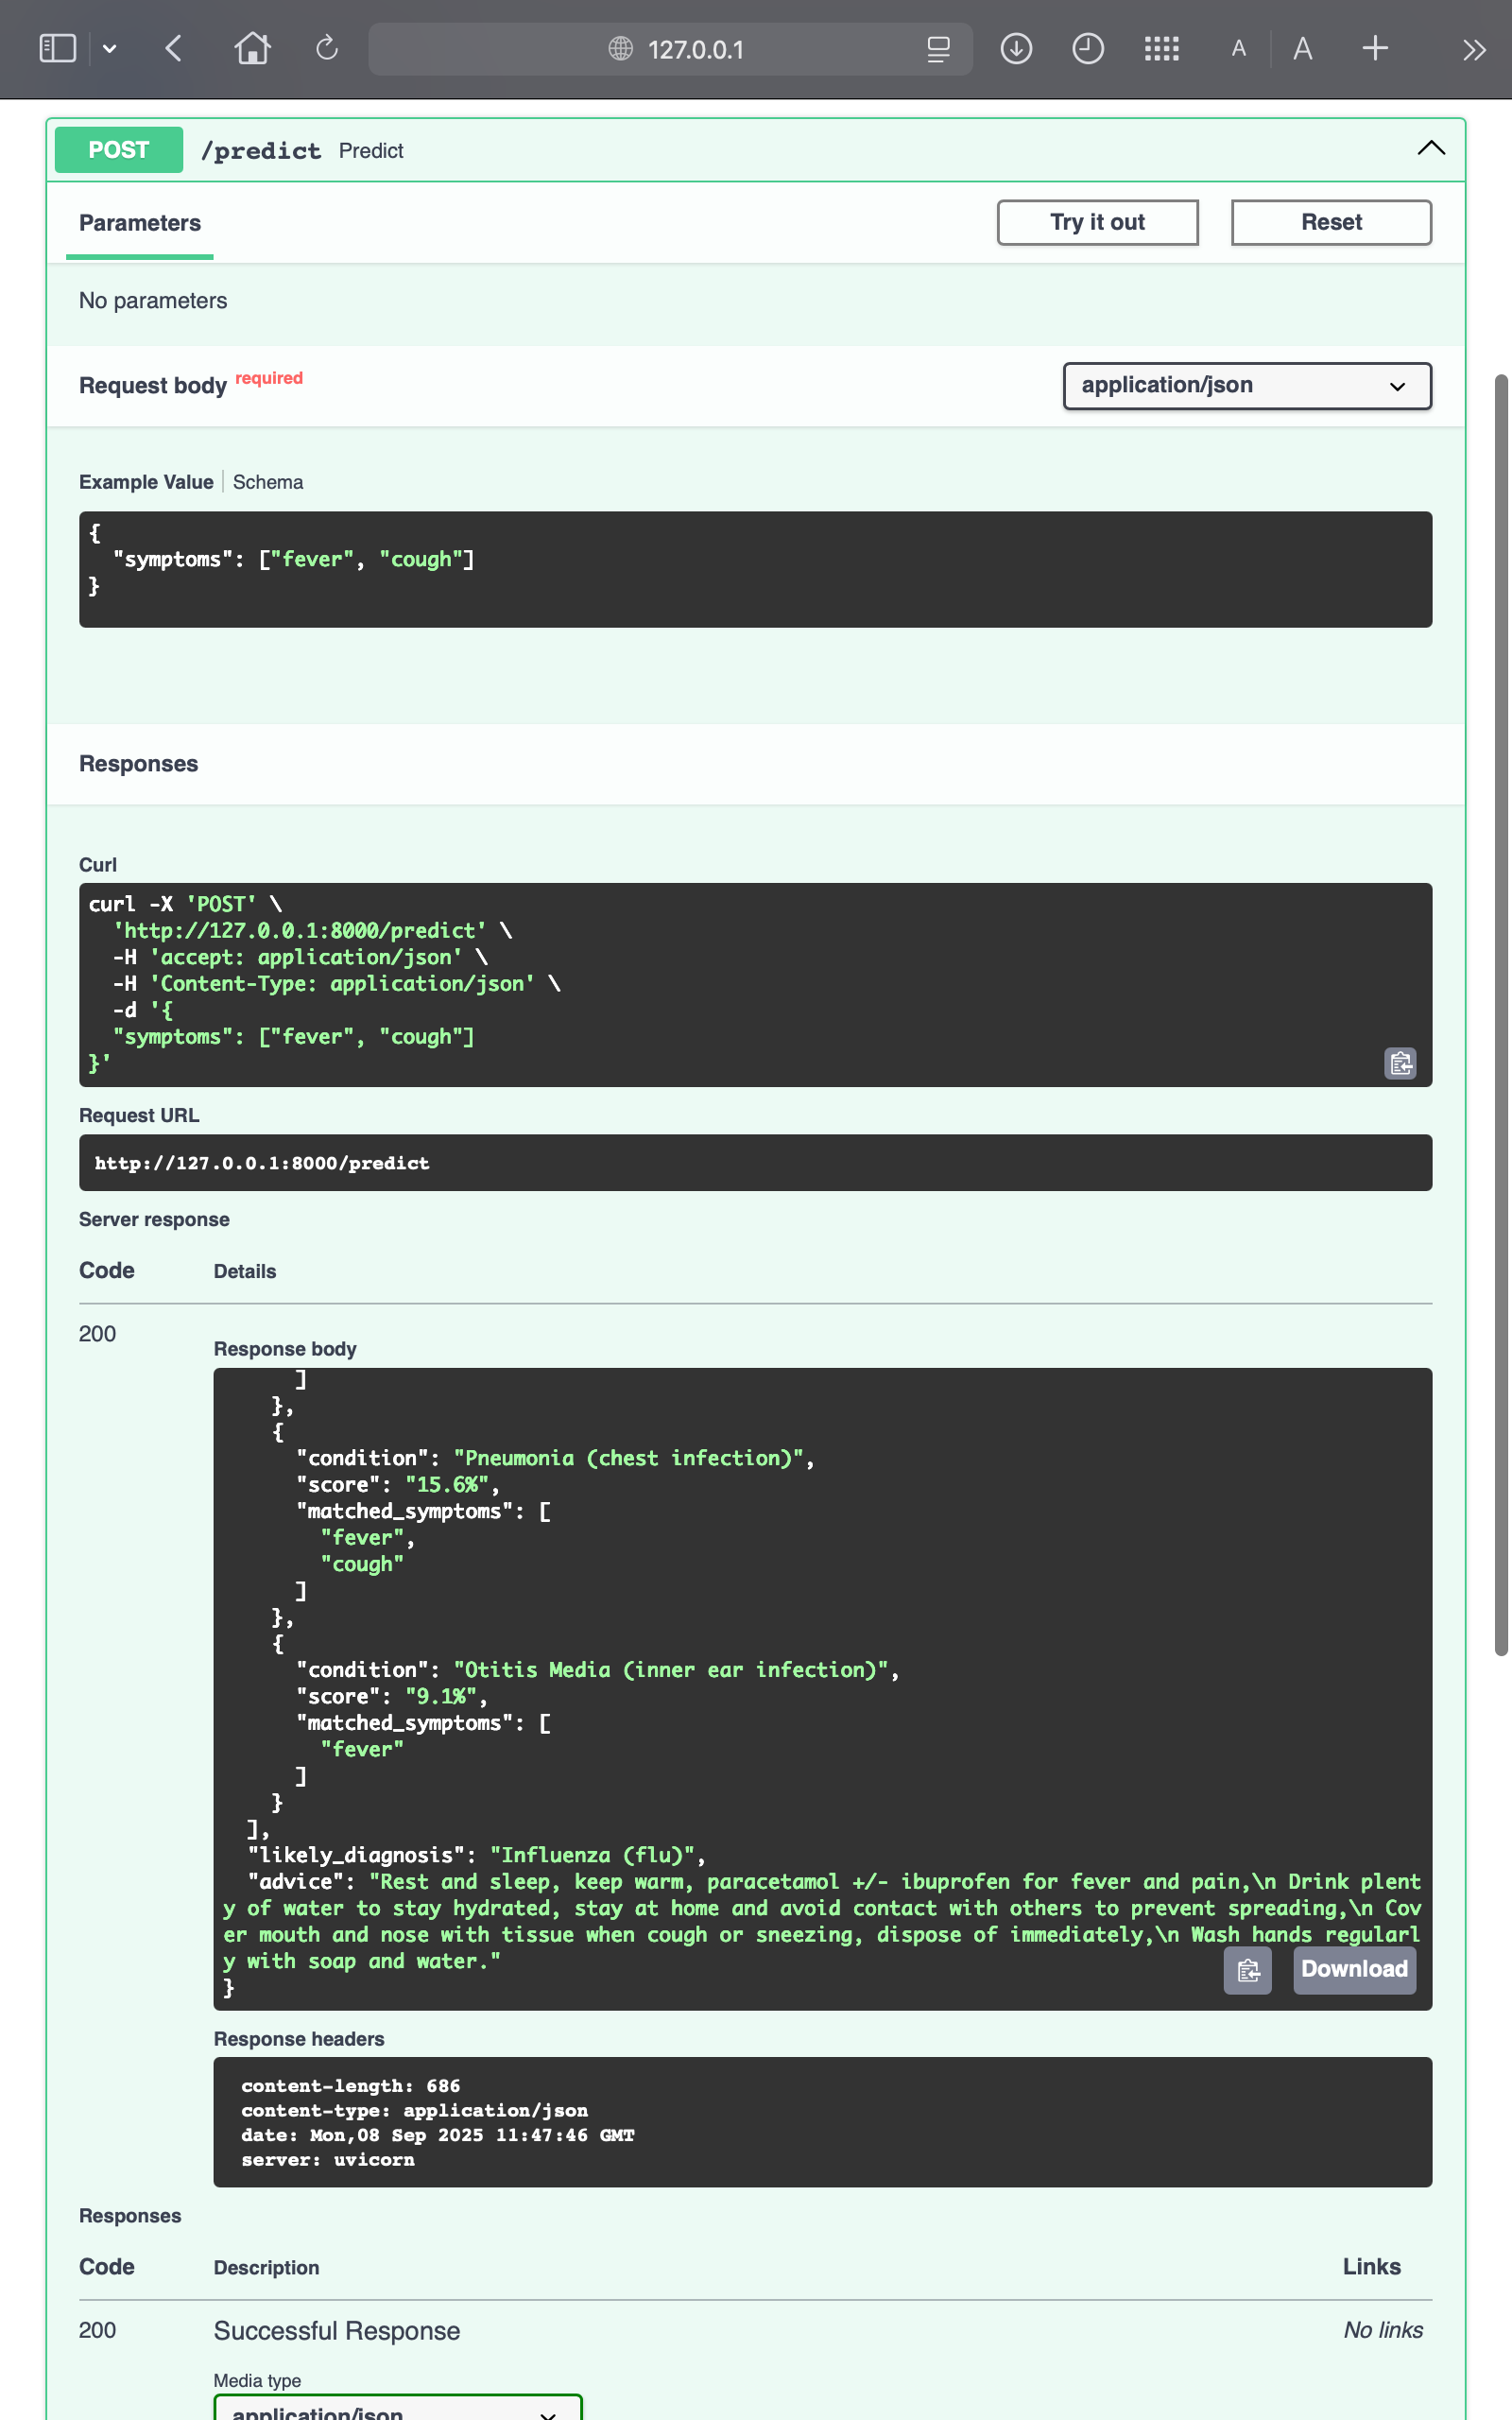 127.0.0.1
A
A
POST /predict Predict
Parameters
Try it out
Reset
No parameters
Request body required
application/json
Example Value | Schema
{
  "symptoms": ["fever", "cough"]
}
Responses
Curl
curl -X 'POST' \
  'http://127.0.0.1:8000/predict' \
  -H 'accept: application/json' \
  -H 'Content-Type: application/json' \
  -d '{
  "symptoms": ["fever", "cough"]
}'
Request URL
http://127.0.0.1:8000/predict
Server response
Code Details
200
Response body
      ]
    },
    {
      "condition": "Pneumonia (chest infection)",
      "score": "15.6%",
      "matched_symptoms": [
        "fever",
        "cough"
      ]
    },
    {
      "condition": "Otitis Media (inner ear infection)",
      "score": "9.1%",
      "matched_symptoms": [
        "fever"
      ]
    }
  ],
  "likely_diagnosis": "Influenza (flu)",
  "advice": "Rest and sleep, keep warm, paracetamol +/- ibuprofen for fever and pain,\n Drink plent
y of water to stay hydrated, stay at home and avoid contact with others to prevent spreading,\n Cov
er mouth and nose with tissue when cough or sneezing, dispose of immediately,\n Wash hands regularl
y with soap and water."
}
Download
Response headers
content-length: 686
content-type: application/json
date: Mon,08 Sep 2025 11:47:46 GMT
server: uvicorn
Responses
Code Description Links
200 Successful Response No links
Media type
application/json